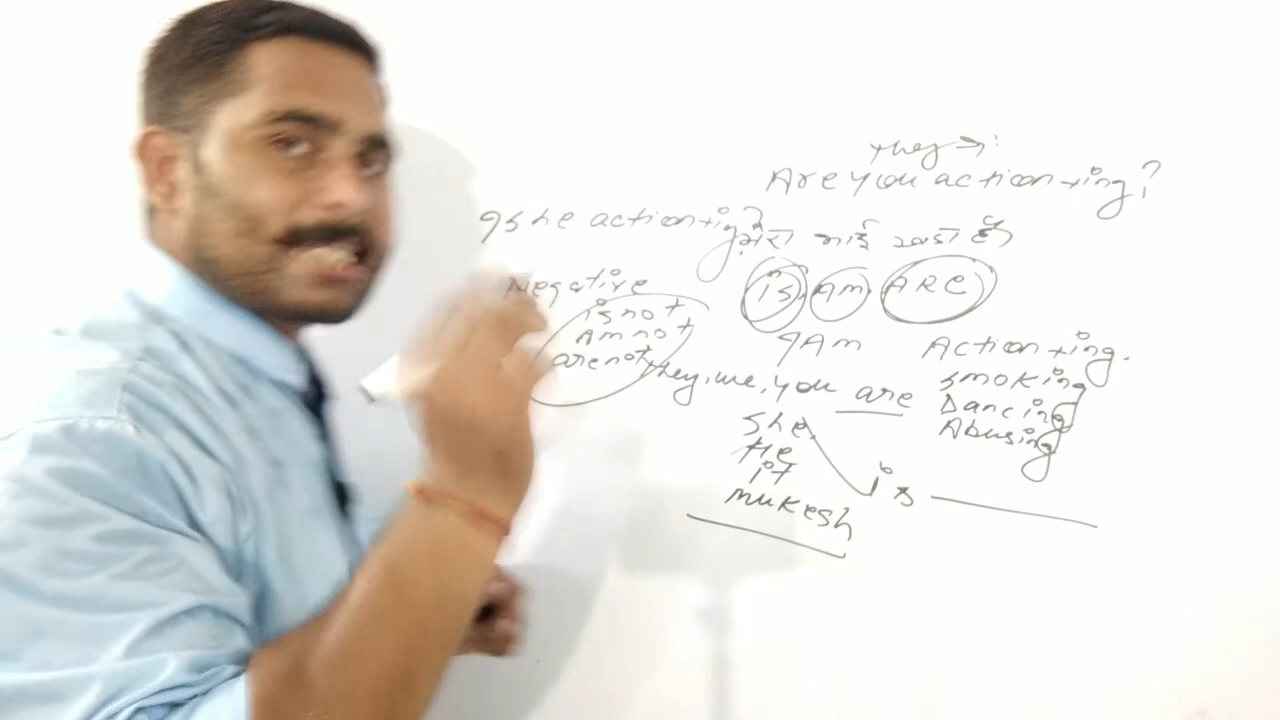 they →
Are you action+ing?
Is he action+ing?
मेरा भाई खडा है
Negative
is not
Am not
are not
is Am ARe
I Am Action+ing.
they, we, you are smoking
Dancing
Abusing
She
He
it
mukesh
is